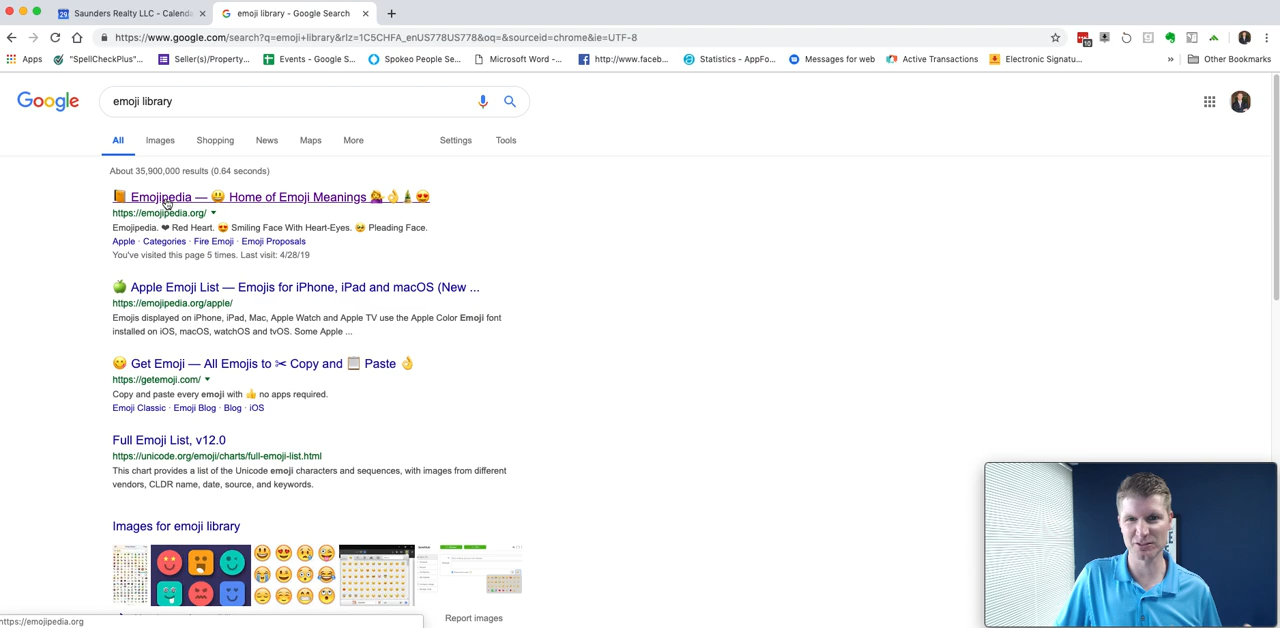 29 Saunders Realty LLC - Calenda ×
G emoji library - Google Search ×
https://www.google.com/search?q=emoji+library&rlz=1C5CHFA_enUS778US778&oq=&sourceid=chrome&ie=UTF-8
10
Apps "SpellCheckPlus"... Seller(s)/Property... Events - Google S... Spokeo People Se... Microsoft Word -... http://www.faceb... Statistics - AppFo... Messages for web Active Transactions Electronic Signatu... » Other Bookmarks
Google
emoji library
All Images Shopping News Maps More Settings Tools
About 35,900,000 results (0.64 seconds)
📙 Emojipedia — 😃 Home of Emoji Meanings 💁👌🎍😍
https://emojipedia.org/
Emojipedia. ❤ Red Heart. 😍 Smiling Face With Heart-Eyes. 🥺 Pleading Face.
Apple · Categories · Fire Emoji · Emoji Proposals
You've visited this page 5 times. Last visit: 4/28/19
🍏 Apple Emoji List — Emojis for iPhone, iPad and macOS (New ...
https://emojipedia.org/apple/
Emojis displayed on iPhone, iPad, Mac, Apple Watch and Apple TV use the Apple Color Emoji font
installed on iOS, macOS, watchOS and tvOS. Some Apple ...
😋 Get Emoji — All Emojis to ✂ Copy and 📋 Paste 👌
https://getemoji.com/
Copy and paste every emoji with 👍 no apps required.
Emoji Classic · Emoji Blog · Blog · iOS
Full Emoji List, v12.0
https://unicode.org/emoji/charts/full-emoji-list.html
This chart provides a list of the Unicode emoji characters and sequences, with images from different
vendors, CLDR name, date, source, and keywords.
Images for emoji library
Report images
https://emojipedia.org